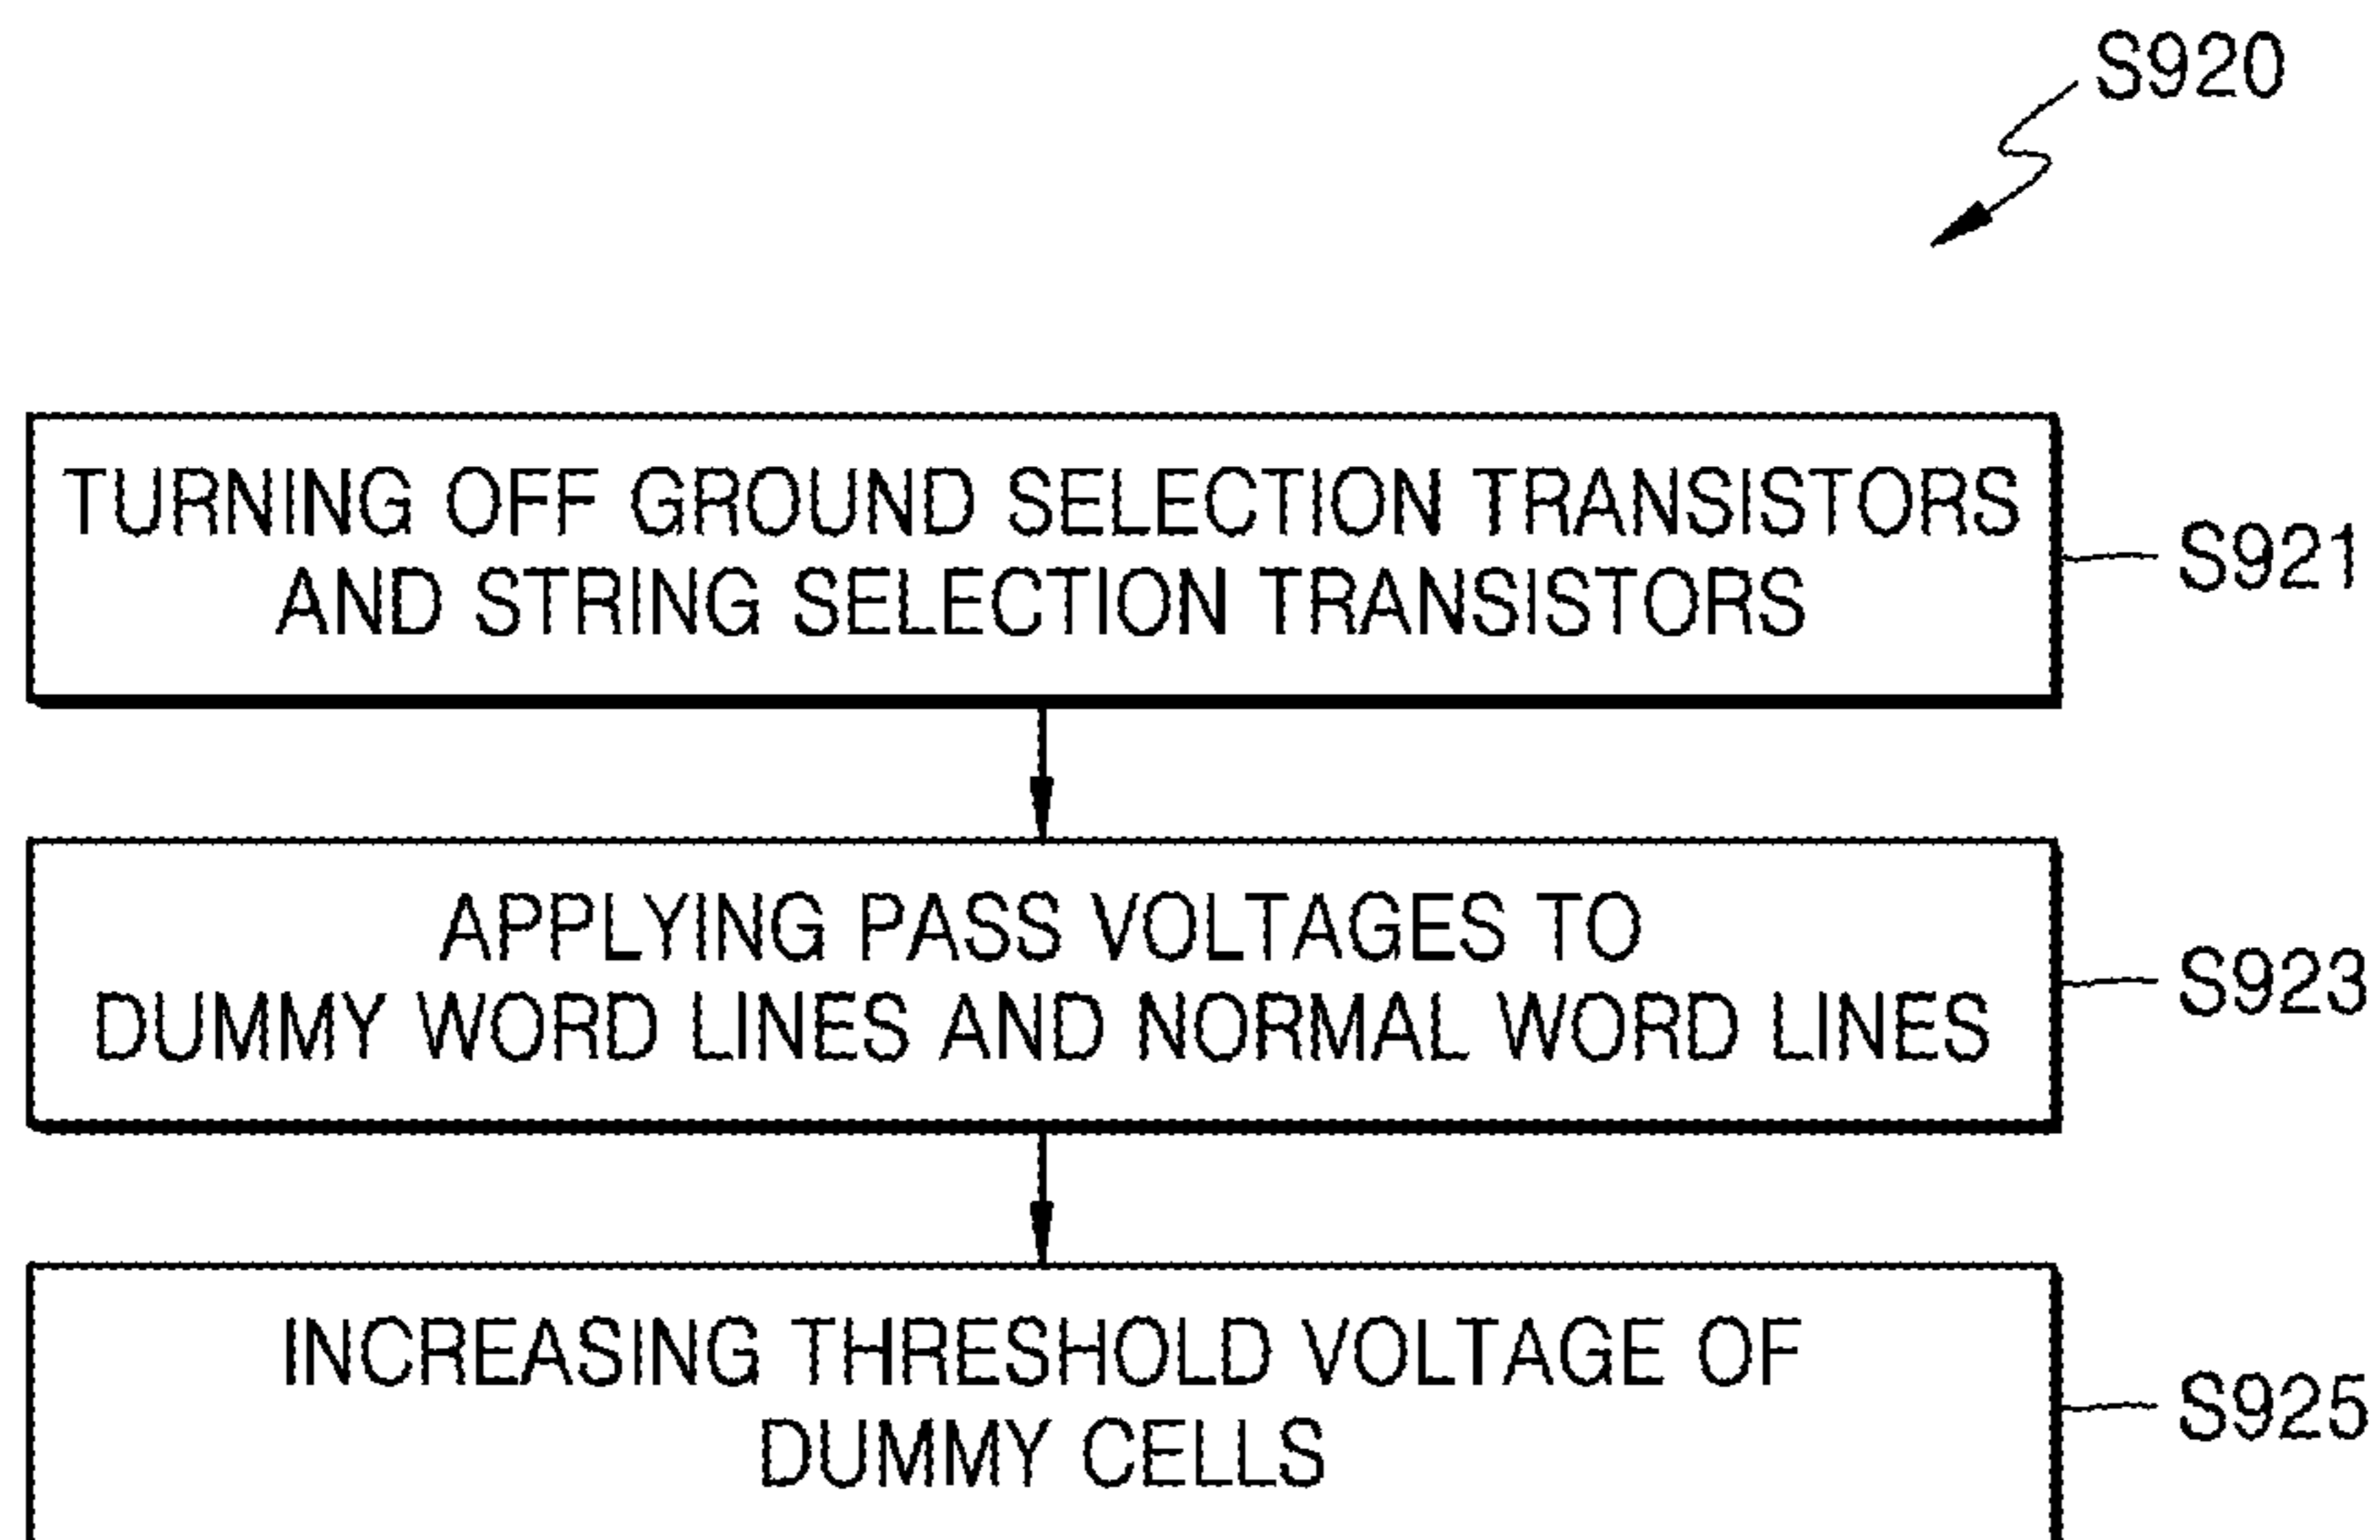 S920
TURNING OFF GROUND SELECTION TRANSISTORS
AND STRING SELECTION TRANSISTORS
S921
APPLYING PASS VOLTAGES TO
DUMMY WORD LINES AND NORMAL WORD LINES
S923
INCREASING THRESHOLD VOLTAGE OF
DUMMY CELLS
S925